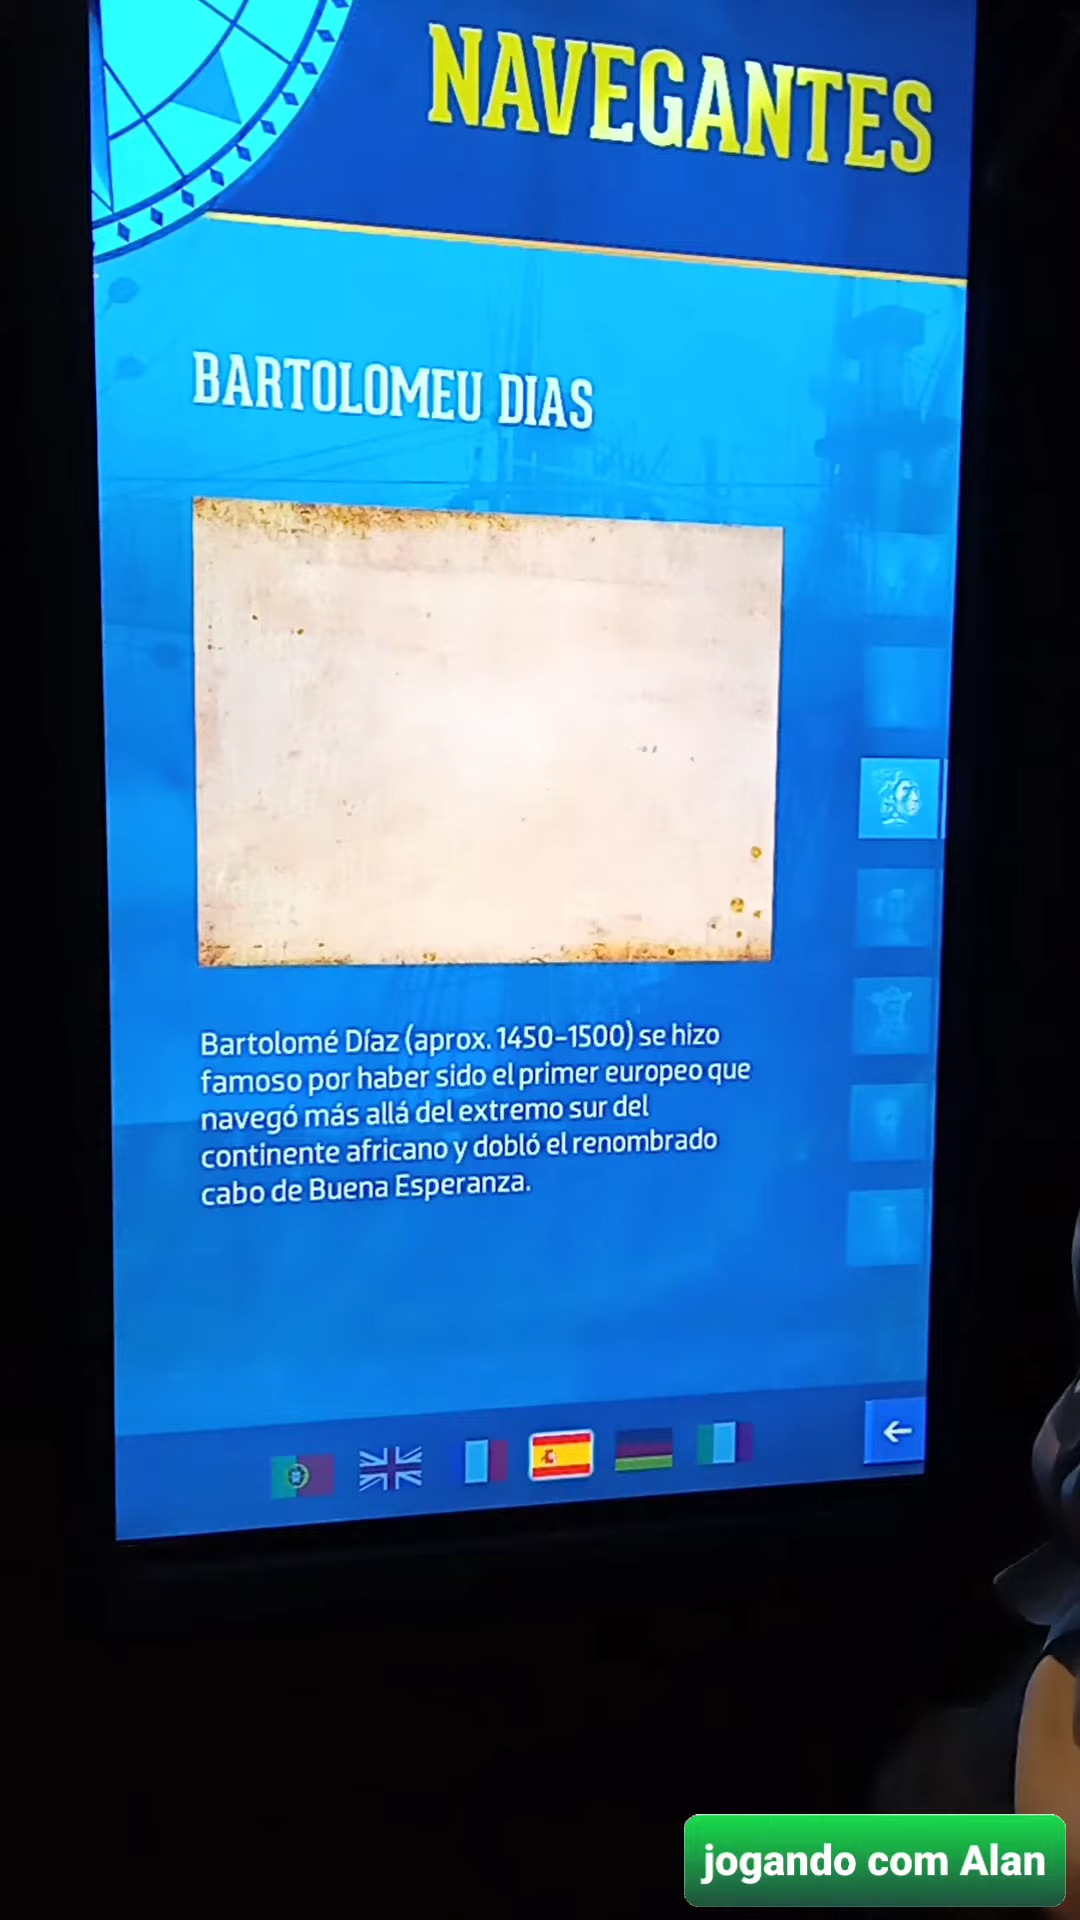 NAVEGANTES
BARTOLOMEU DIAS
Bartolomé Díaz (aprox. 1450-1500) se hizo
famoso por haber sido el primer europeo que
navegó más allá del extremo sur del
continente africano y dobló el renombrado
cabo de Buena Esperanza.
jogando com Alan